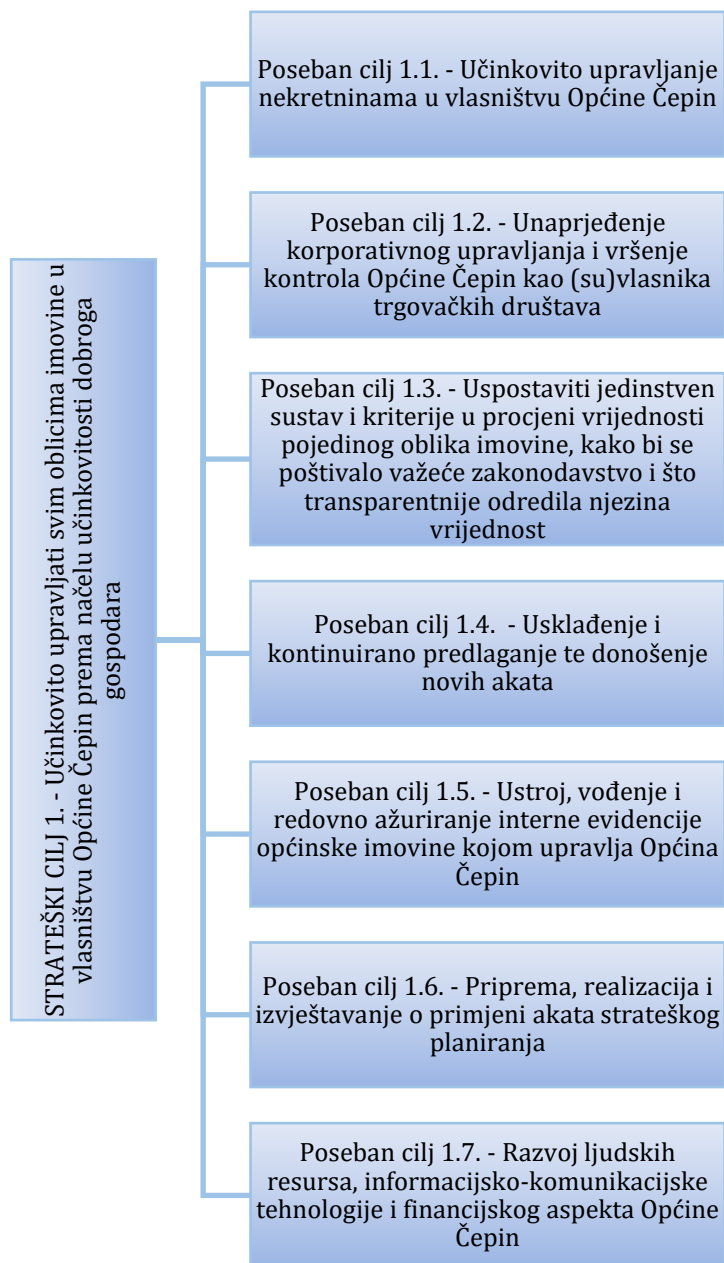 STRATEŠKI CILJ 1. - Učinkovito upravljati svim oblicima imovine u
vlasništvu Općine Čepin prema načelu učinkovitosti dobroga
gospodara
Poseban cilj 1.1. - Učinkovito upravljanje
nekretninama u vlasništvu Općine Čepin
Poseban cilj 1.2. - Unaprjeđenje
korporativnog upravljanja i vršenje
kontrola Općine Čepin kao (su)vlasnika
trgovačkih društava
Poseban cilj 1.3. - Uspostaviti jedinstven
sustav i kriterije u procjeni vrijednosti
pojedinog oblika imovine, kako bi se
poštivalo važeće zakonodavstvo i što
transparentnije odredila njezina
vrijednost
Poseban cilj 1.4.  - Usklađenje i
kontinuirano predlaganje te donošenje
novih akata
Poseban cilj 1.5. - Ustroj, vođenje i
redovno ažuriranje interne evidencije
općinske imovine kojom upravlja Općina
Čepin
Poseban cilj 1.6. - Priprema, realizacija i
izvještavanje o primjeni akata strateškog
planiranja
Poseban cilj 1.7. - Razvoj ljudskih
resursa, informacijsko-komunikacijske
tehnologije i financijskog aspekta Općine
Čepin